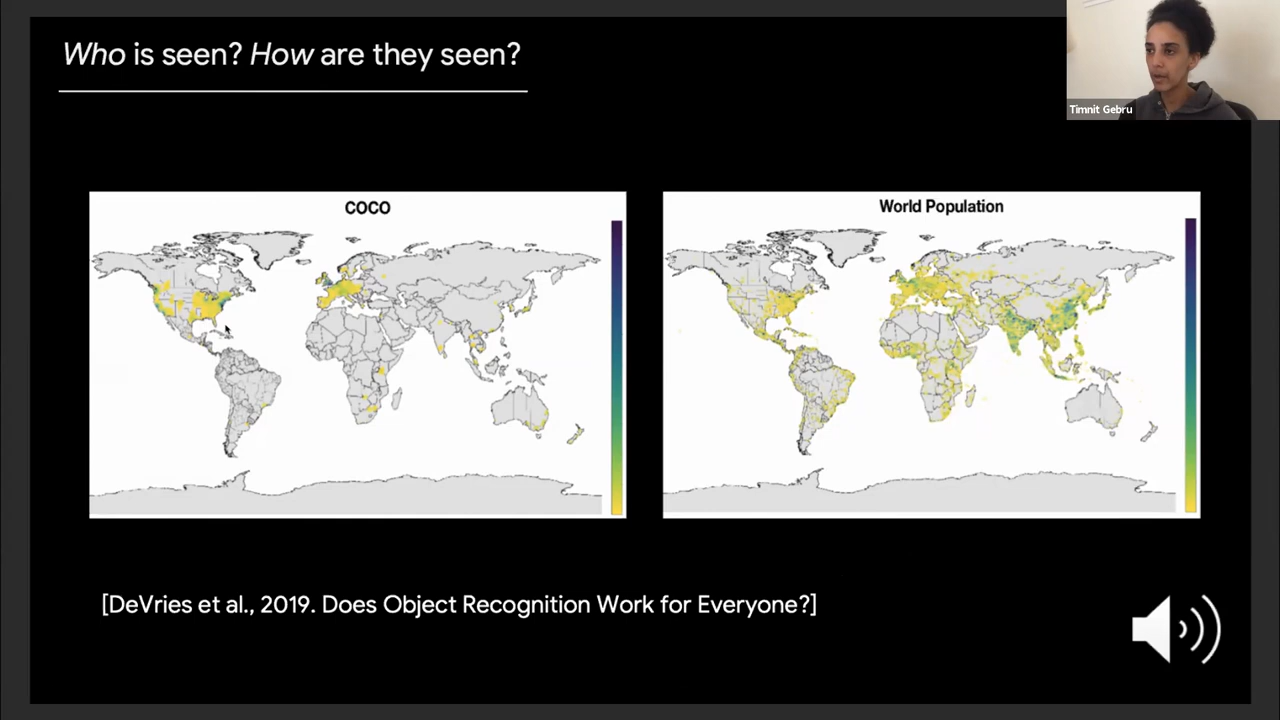 Who is seen? How are they seen?
Timnit Gebru
COCO
World Population
[DeVries et al., 2019. Does Object Recognition Work for Everyone?]